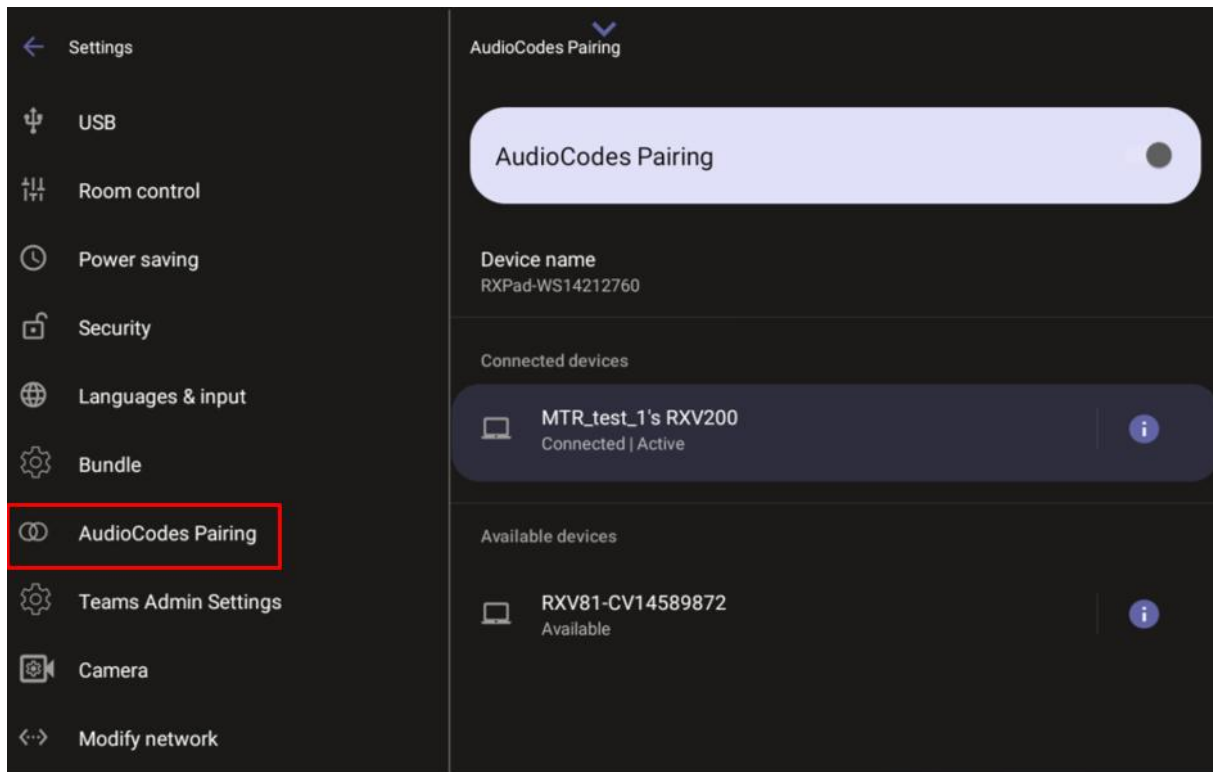 Settings
USB
Room control
Power saving
Security
Languages & input
Bundle
AudioCodes Pairing
Teams Admin Settings
Camera
Modify network
AudioCodes Pairing
AudioCodes Pairing
Device name
RXPad-WS14212760
Connected devices
MTR_test_1's RXV200
Connected | Active
Available devices
RXV81-CV14589872
Available